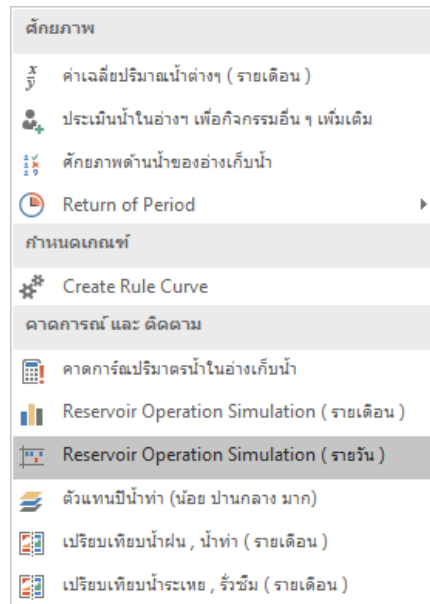 ศักยภาพ
ค่าเฉลี่ยปริมาณน้ำต่างๆ ( รายเดือน )
ประเมินน้ำในอ่างฯ เพื่อกิจกรรมอื่น ๆ เพิ่มเติม
ศักยภาพด้านน้ำของอ่างเก็บน้ำ
Return of Period
กำหนดเกณฑ์
Create Rule Curve
คาดการณ์ และ ติดตาม
คาดการ์ณปริมาตรน้ำในอ่างเก็บน้ำ
Reservoir Operation Simulation ( รายเดือน )
Reservoir Operation Simulation ( รายวัน )
ตัวแทนปีน้ำท่า (น้อย ปานกลาง มาก)
เปรียบเทียบน้ำฝน , น้ำท่า ( รายเดือน )
เปรียบเทียบน้ำระเหย , รั่วซึม ( รายเดือน )